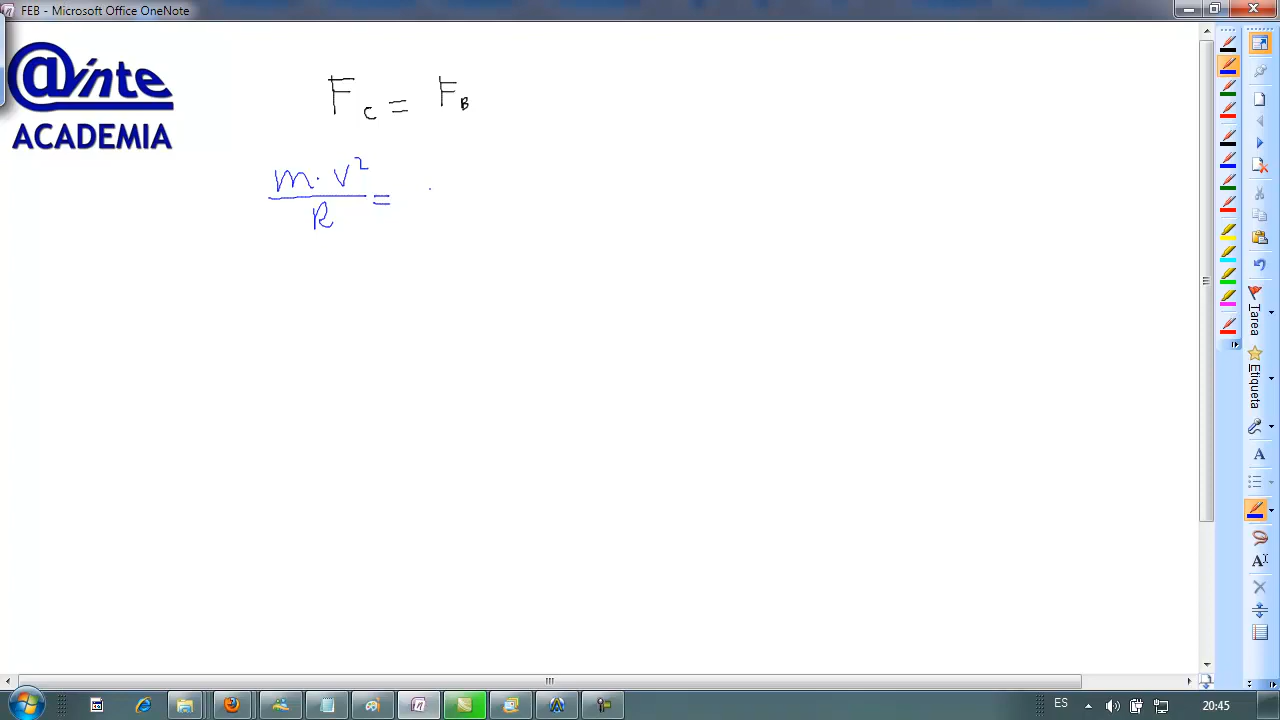 FEB - Microsoft Office OneNote
@inte
ACADEMIA
F_C = F_B
m · v² / R =
Tarea
Etiqueta
A
A
ES
20:45